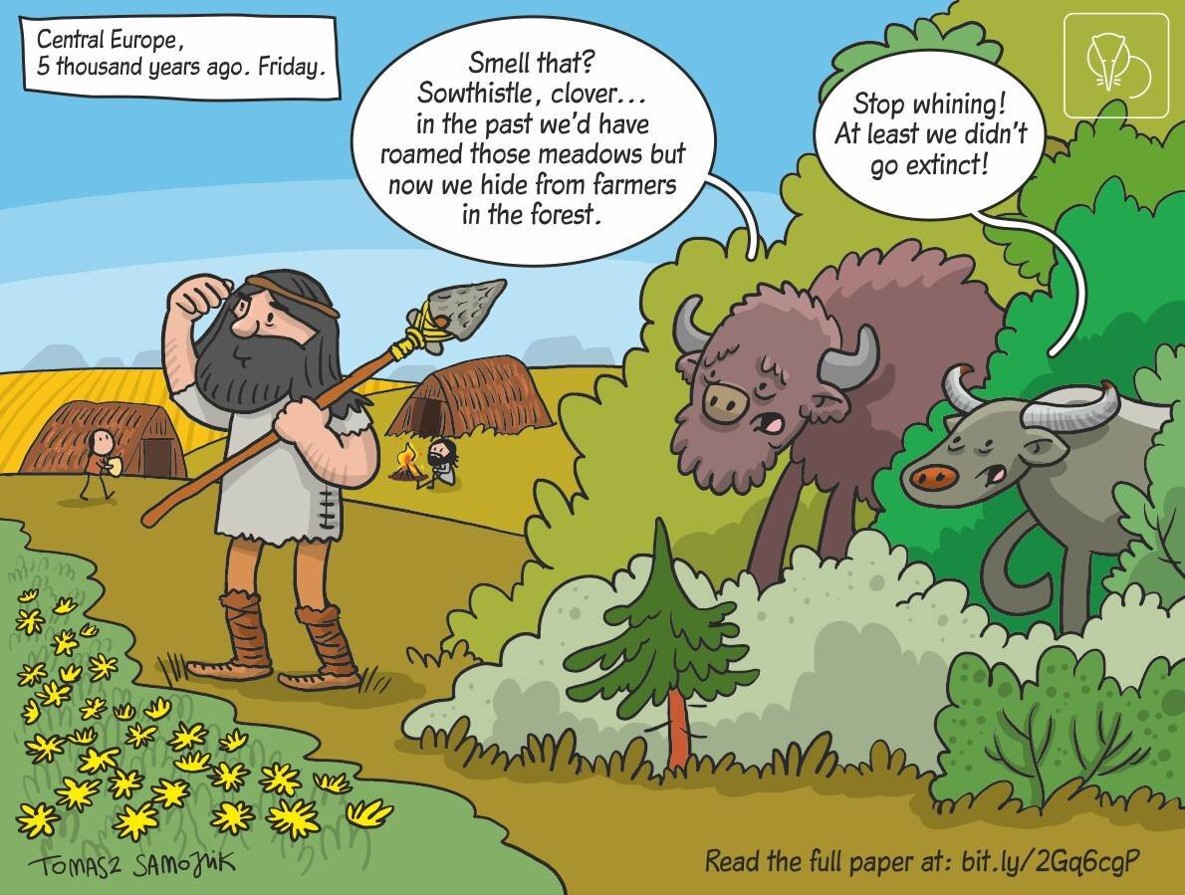 Central Europe,
5 thousand years ago. Friday.
Smell that?
Sowthistle, clover...
in the past we'd have
roamed those meadows but
now we hide from farmers
in the forest.
Stop whining!
At least we didn't
go extinct!
TOMASZ SAMOJLIK
Read the full paper at: bit.ly/2Gq6cgP